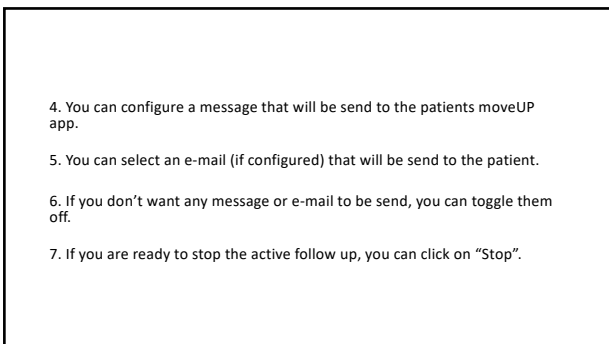 4. You can configure a message that will be send to the patients moveUP
app.
5. You can select an e-mail (if configured) that will be send to the patient.
6. If you don’t want any message or e-mail to be send, you can toggle them
off.
7. If you are ready to stop the active follow up, you can click on “Stop”.